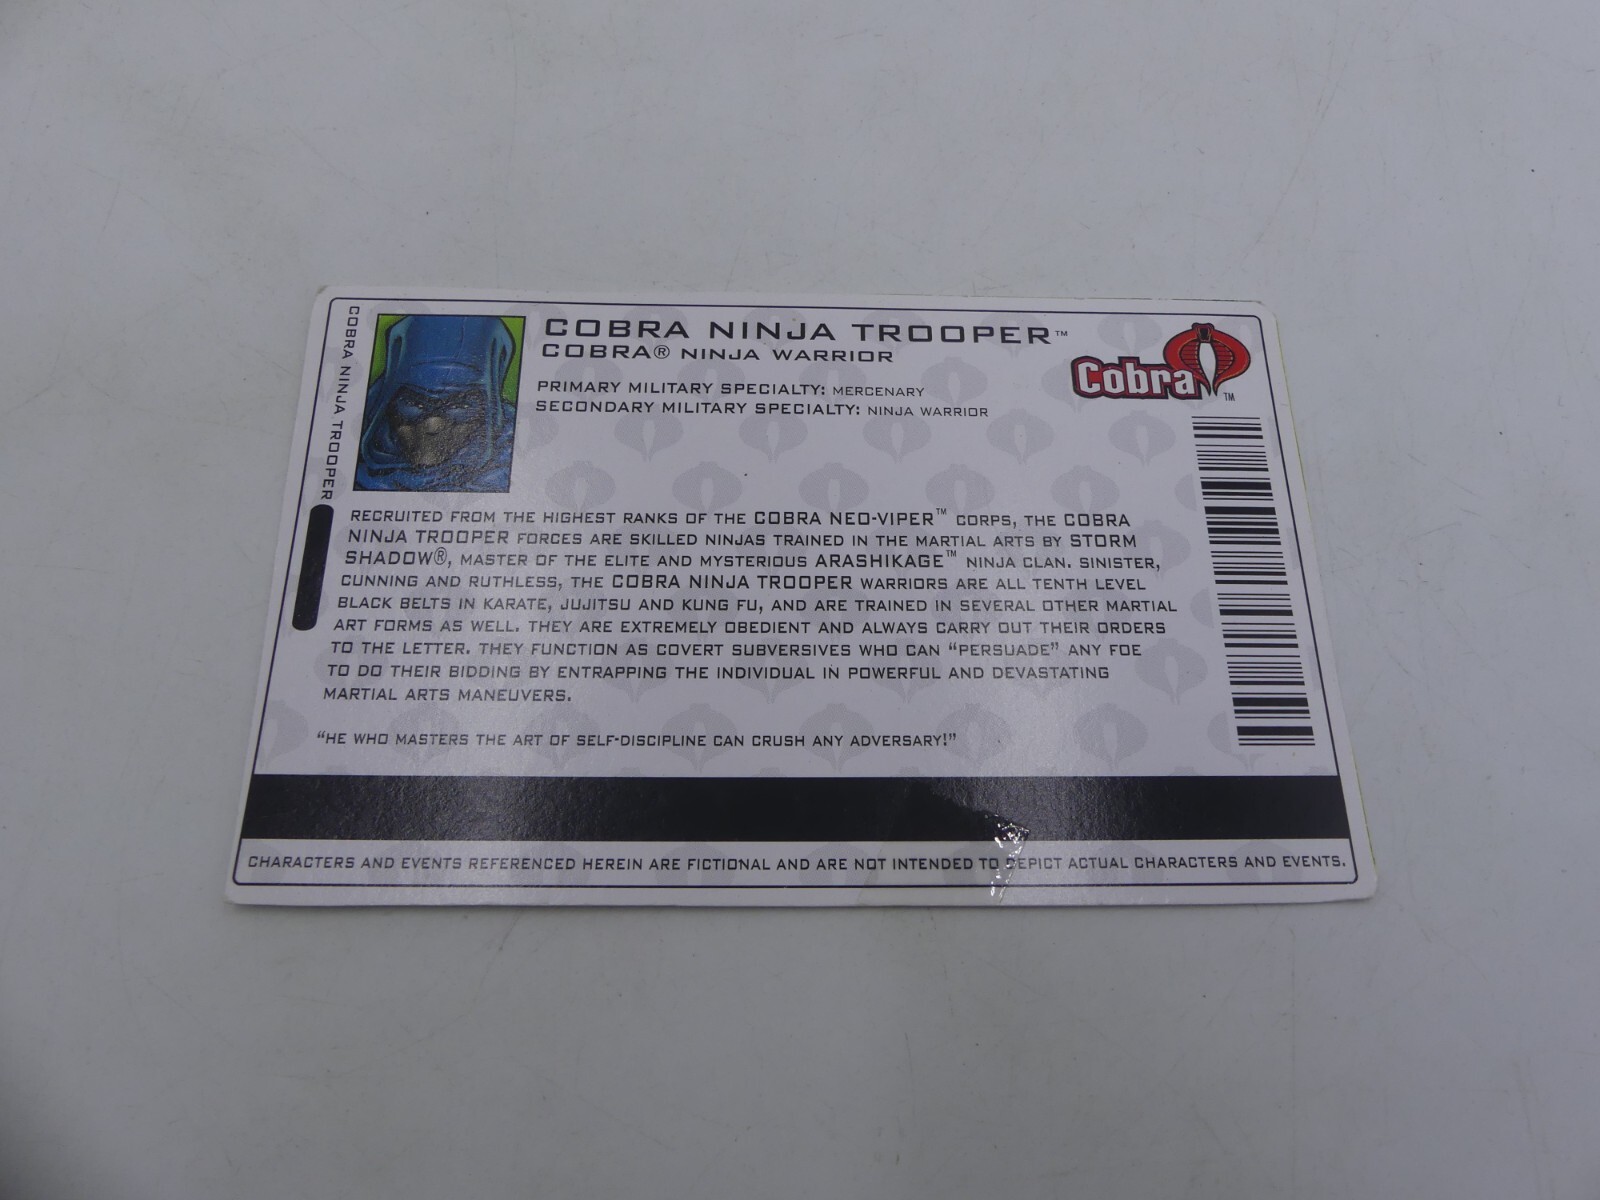 COBRA NINJA TROOPER
COBRA NINJA TROOPER™
COBRA® NINJA WARRIOR
PRIMARY MILITARY SPECIALTY: MERCENARY
SECONDARY MILITARY SPECIALTY: NINJA WARRIOR
Cobra™
RECRUITED FROM THE HIGHEST RANKS OF THE COBRA NEO-VIPER™ CORPS, THE COBRA
NINJA TROOPER FORCES ARE SKILLED NINJAS TRAINED IN THE MARTIAL ARTS BY STORM
SHADOW®, MASTER OF THE ELITE AND MYSTERIOUS ARASHIKAGE™ NINJA CLAN. SINISTER,
CUNNING AND RUTHLESS, THE COBRA NINJA TROOPER WARRIORS ARE ALL TENTH LEVEL
BLACK BELTS IN KARATE, JUJITSU AND KUNG FU, AND ARE TRAINED IN SEVERAL OTHER MARTIAL
ART FORMS AS WELL. THEY ARE EXTREMELY OBEDIENT AND ALWAYS CARRY OUT THEIR ORDERS
TO THE LETTER. THEY FUNCTION AS COVERT SUBVERSIVES WHO CAN “PERSUADE” ANY FOE
TO DO THEIR BIDDING BY ENTRAPPING THE INDIVIDUAL IN POWERFUL AND DEVASTATING
MARTIAL ARTS MANEUVERS.
“HE WHO MASTERS THE ART OF SELF-DISCIPLINE CAN CRUSH ANY ADVERSARY!”
CHARACTERS AND EVENTS REFERENCED HEREIN ARE FICTIONAL AND ARE NOT INTENDED TO DEPICT ACTUAL CHARACTERS AND EVENTS.